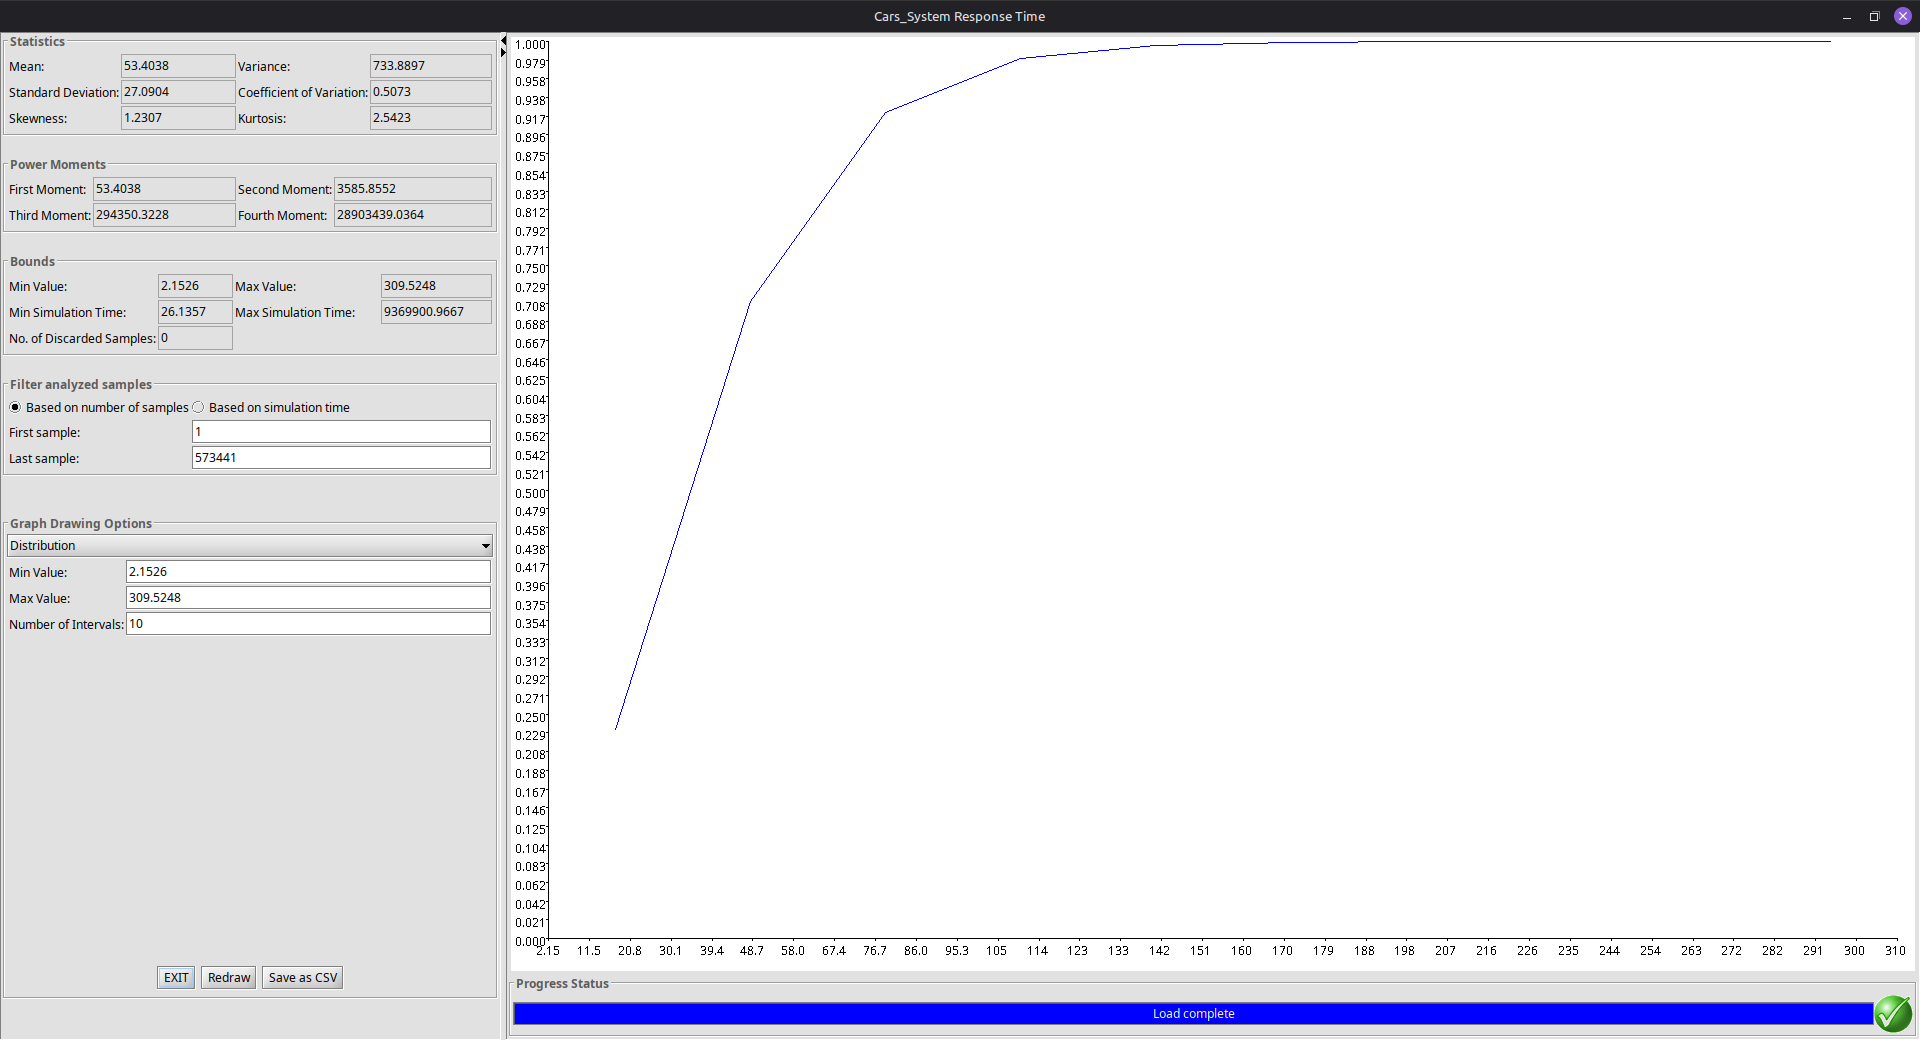 Cars_System Response Time
Statistics
Mean: 53.4038 Variance: 733.8897
Standard Deviation: 27.0904 Coefficient of Variation: 0.5073
Skewness: 1.2307 Kurtosis: 2.5423
Power Moments
First Moment: 53.4038 Second Moment: 3585.8552
Third Moment: 294350.3228 Fourth Moment: 28903439.0364
Bounds
Min Value: 2.1526 Max Value: 309.5248
Min Simulation Time: 26.1357 Max Simulation Time: 9369900.9667
No. of Discarded Samples: 0
Filter analyzed samples
Based on number of samples Based on simulation time
First sample: 1
Last sample: 573441
Graph Drawing Options
Distribution
Min Value: 2.1526
Max Value: 309.5248
Number of Intervals: 10
EXIT Redraw Save as CSV
1.000
0.979
0.958
0.938
0.917
0.896
0.875
0.854
0.833
0.812
0.792
0.771
0.750
0.729
0.708
0.688
0.667
0.646
0.625
0.604
0.583
0.562
0.542
0.521
0.500
0.479
0.458
0.438
0.417
0.396
0.375
0.354
0.333
0.312
0.292
0.271
0.250
0.229
0.208
0.188
0.167
0.146
0.125
0.104
0.083
0.062
0.042
0.021
0.000
2.15 11.5 20.8 30.1 39.4 48.7 58.0 67.4 76.7 86.0 95.3 105 114 123 133 142 151 160 170 179 188 198 207 216 226 235 244 254 263 272 282 291 300 310
Progress Status
Load complete